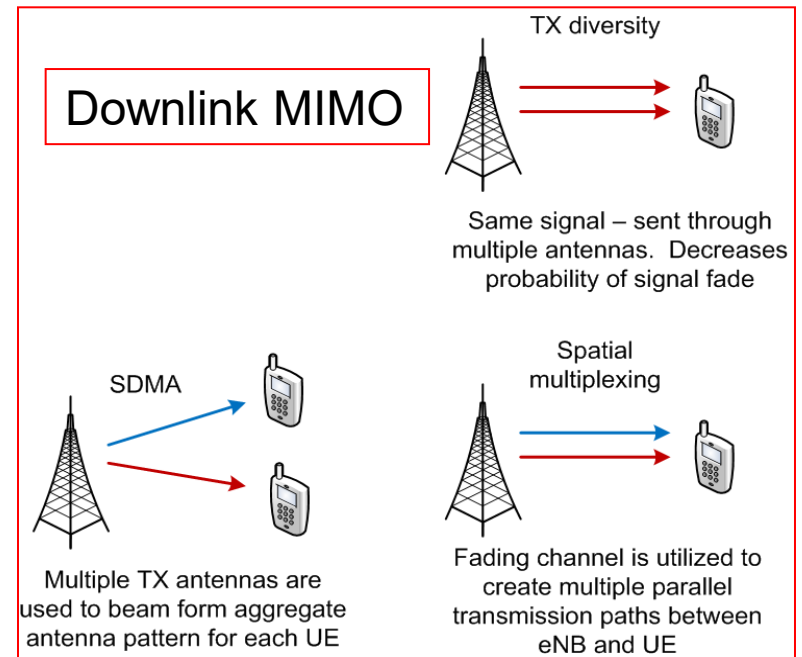 TX diversity
Downlink MIMO
Same signal – sent through
multiple antennas.  Decreases
probability of signal fade
SDMA
Multiple TX antennas are
used to beam form aggregate
antenna pattern for each UE
Spatial
multiplexing
Fading channel is utilized to
create multiple parallel
transmission paths between
eNB and UE